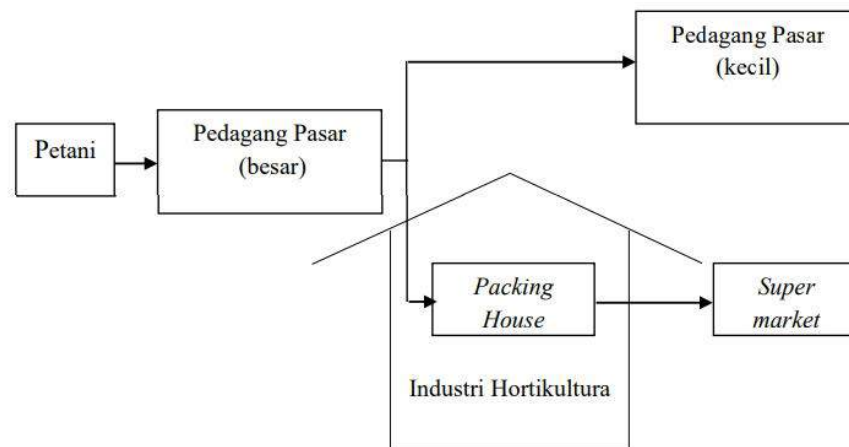 Petani
Pedagang Pasar
(besar)
Pedagang Pasar
(kecil)
Packing
House
Super
market
Industri Hortikultura